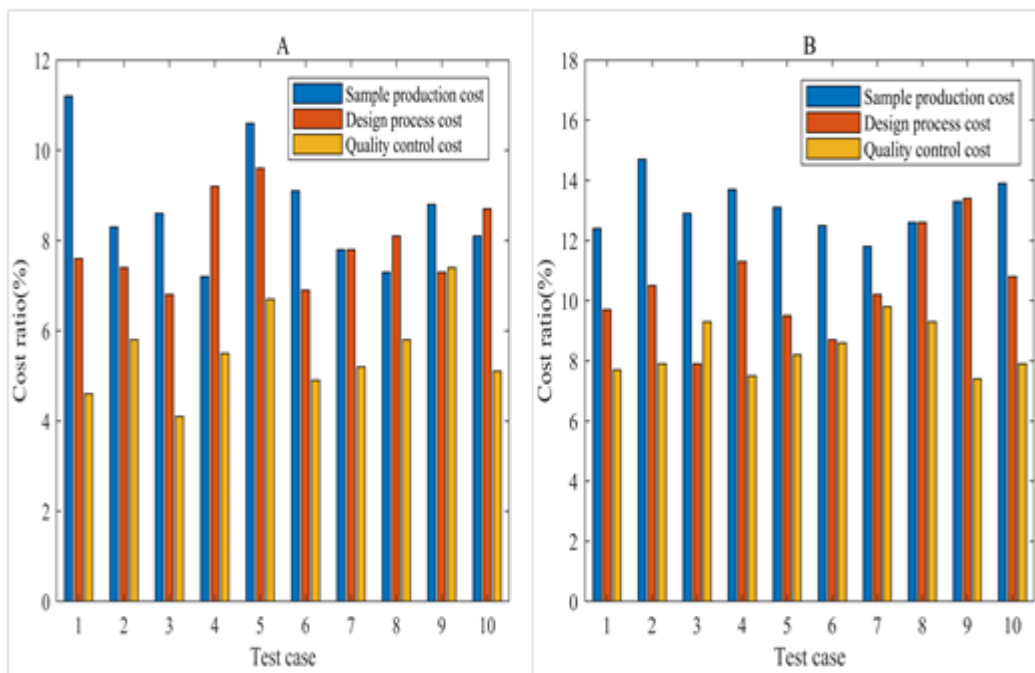 A
12
10
8
6
4
2
0
Cost ratio(%)
Sample production cost
Design process cost
Quality control cost
1 2 3 4 5 6 7 8 9 10
Test case
B
18
16
14
12
10
8
6
4
2
0
Cost ratio(%)
Sample production cost
Design process cost
Quality control cost
1 2 3 4 5 6 7 8 9 10
Test case